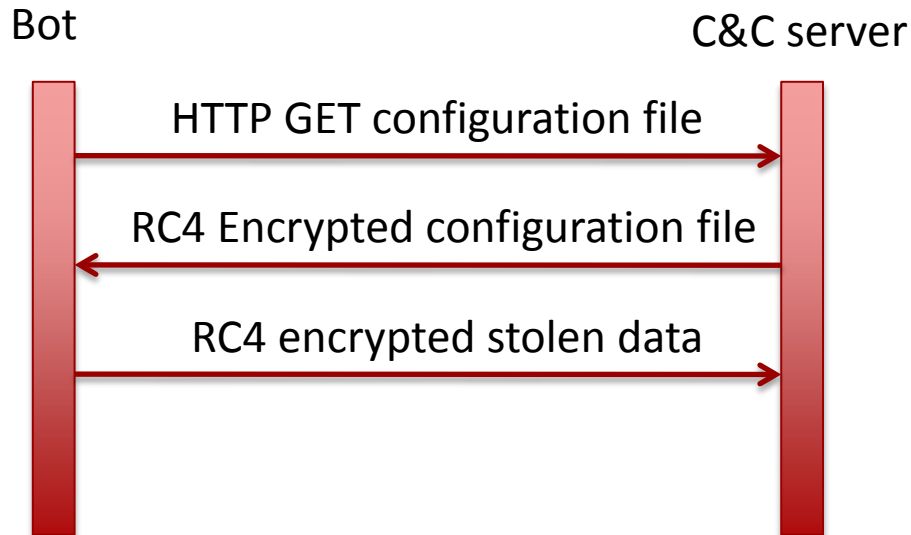 Bot
C&C server
HTTP GET configuration file
RC4 Encrypted configuration file
RC4 encrypted stolen data